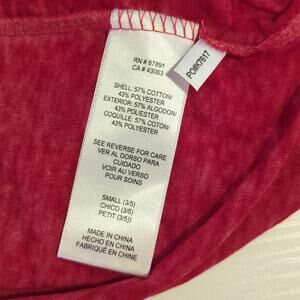 RN # 67891
CA # 43063
SHELL: 57% COTTON/
43% POLYESTER
EXTERIOR: 57% ALGODON/
43% POLIESTER
COQUILLE: 57% COTON/
43% POLYESTER
SEE REVERSE FOR CARE
VER AL DORSO PARA
CUIDADO
VOIR AU VERSO
POUR SOINS
SMALL (3/5)
CHICO (3/5)
PETIT (3/5))
MADE IN CHINA
HECHO EN CHINA
FABRIQUÉ EN CHINE
PO#K7617